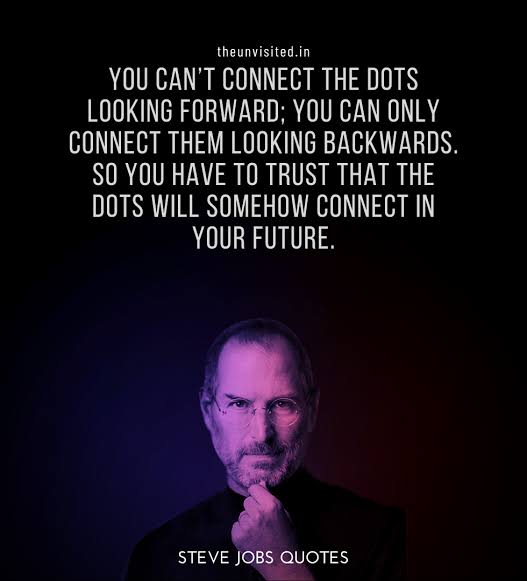 theunvisited.in
YOU CAN'T CONNECT THE DOTS
LOOKING FORWARD; YOU CAN ONLY
CONNECT THEM LOOKING BACKWARDS.
SO YOU HAVE TO TRUST THAT THE
DOTS WILL SOMEHOW CONNECT IN
YOUR FUTURE.
STEVE JOBS QUOTES